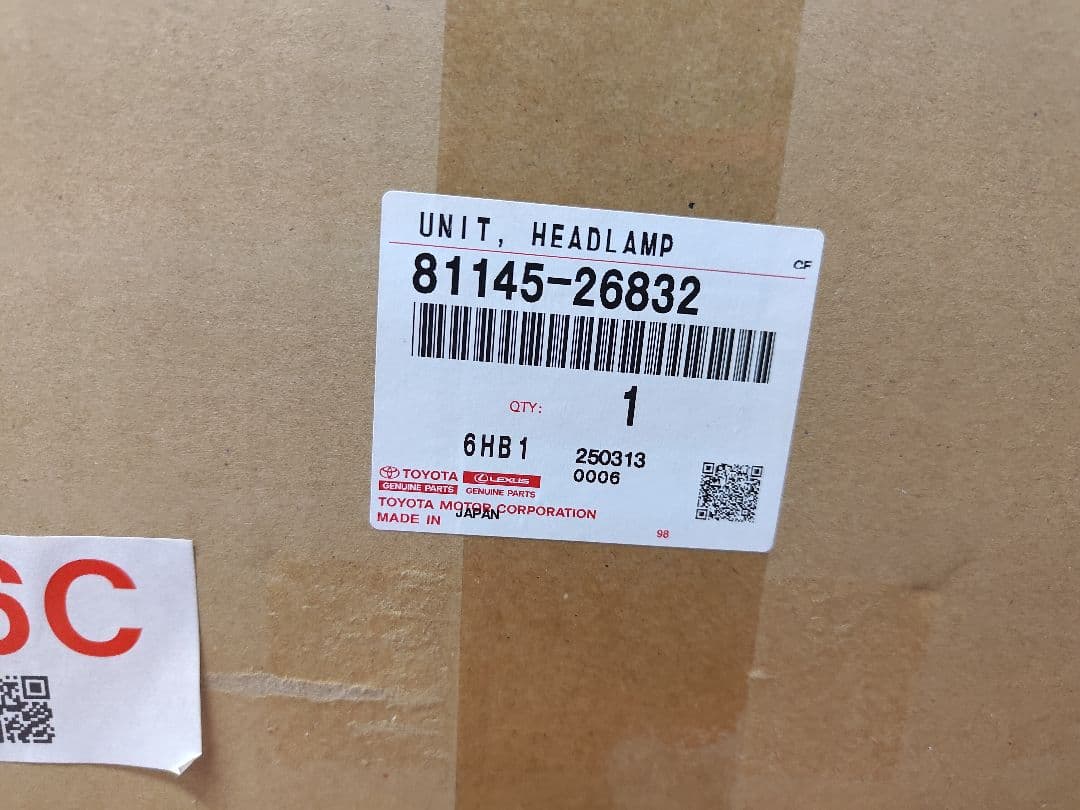 UNIT, HEADLAMP
CF
81145-26832
QTY: 1
6HB1 250313
0006
TOYOTA LEXUS
GENUINE PARTS GENUINE PARTS
TOYOTA MOTOR CORPORATION
MADE IN JAPAN
98
C